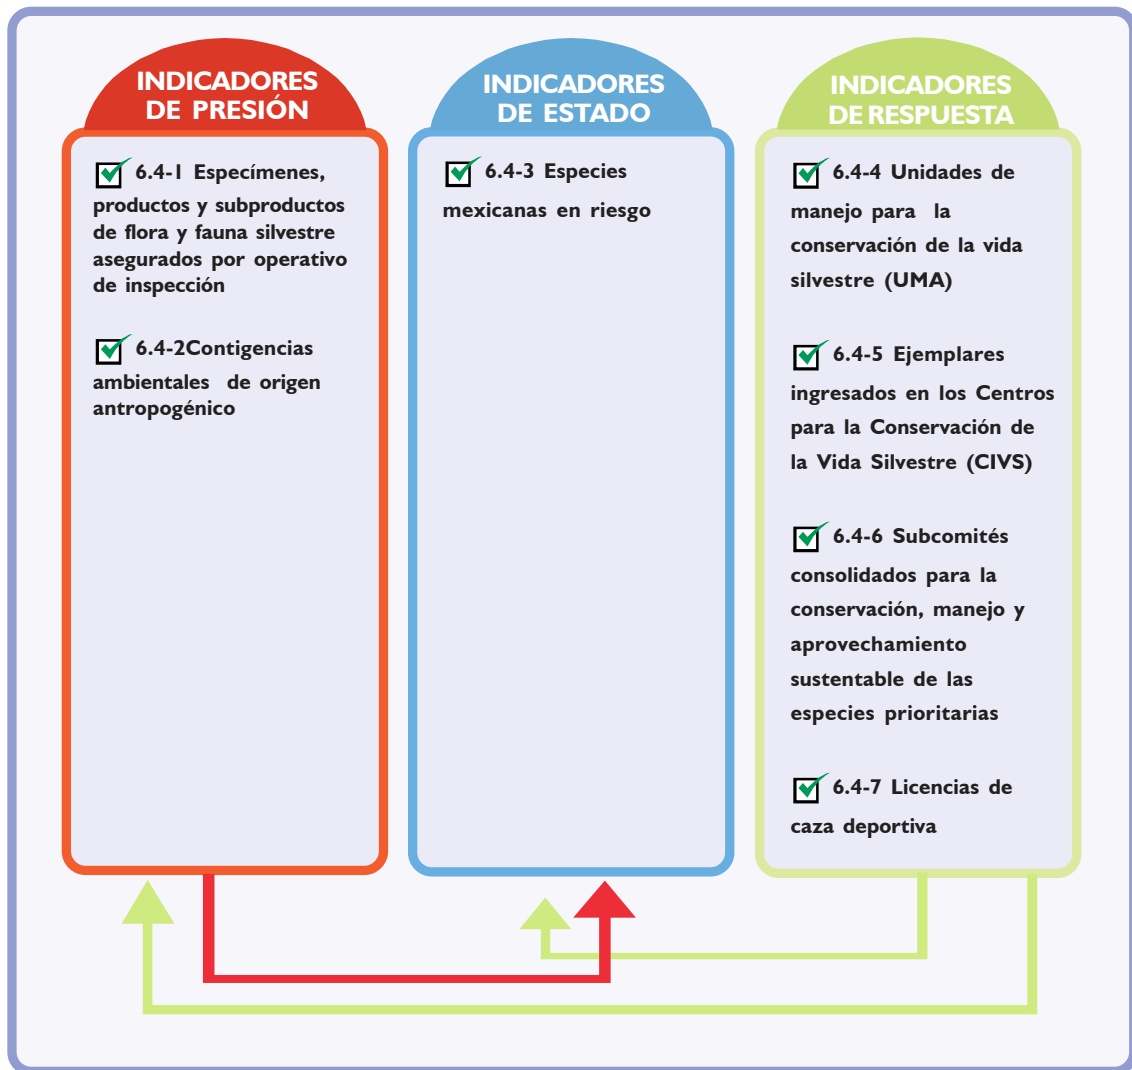 INDICADORES
DE PRESIÓN
6.4-1 Especímenes,
productos y subproductos
de flora y fauna silvestre
asegurados por operativo
de inspección
6.4-2Contigencias
ambientales de origen
antropogénico
INDICADORES
DE ESTADO
6.4-3 Especies
mexicanas en riesgo
INDICADORES
DE RESPUESTA
6.4-4 Unidades de
manejo para la
conservación de la vida
silvestre (UMA)
6.4-5 Ejemplares
ingresados en los Centros
para la Conservación de
la Vida Silvestre (CIVS)
6.4-6 Subcomités
consolidados para la
conservación, manejo y
aprovechamiento
sustentable de las
especies prioritarias
6.4-7 Licencias de
caza deportiva